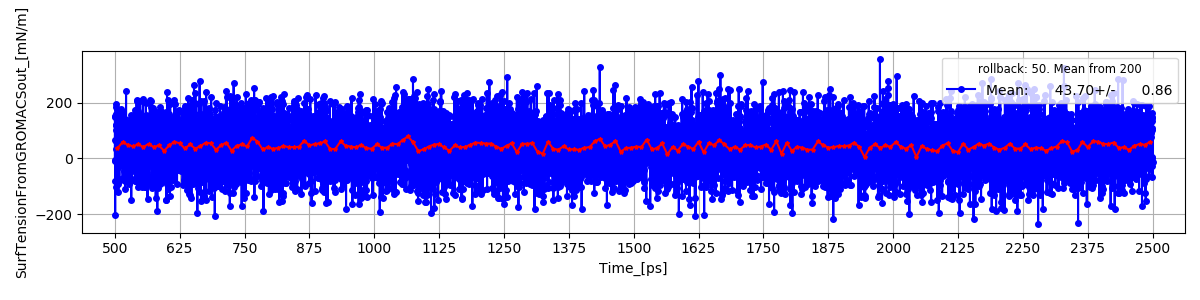 SurfTensionFromGROMACSout_[mN/m]
200
0
−200
rollback: 50. Mean from 200
Mean: 43.70+/- 0.86
500 625 750 875 1000 1125 1250 1375 1500 1625 1750 1875 2000 2125 2250 2375 2500
Time_[ps]